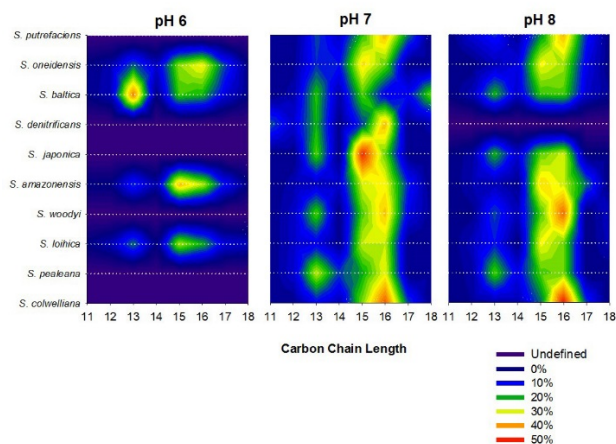 pH 6 pH 7 pH 8
S. putrefaciens
S. oneidensis
S. baltica
S. denitrificans
S. japonica
S. amazonensis
S. woodyi
S. loihica
S. pealeana
S. colwelliana
11 12 13 14 15 16 17 18 11 12 13 14 15 16 17 18 11 12 13 14 15 16 17 18
Carbon Chain Length
Undefined
0%
10%
20%
30%
40%
50%